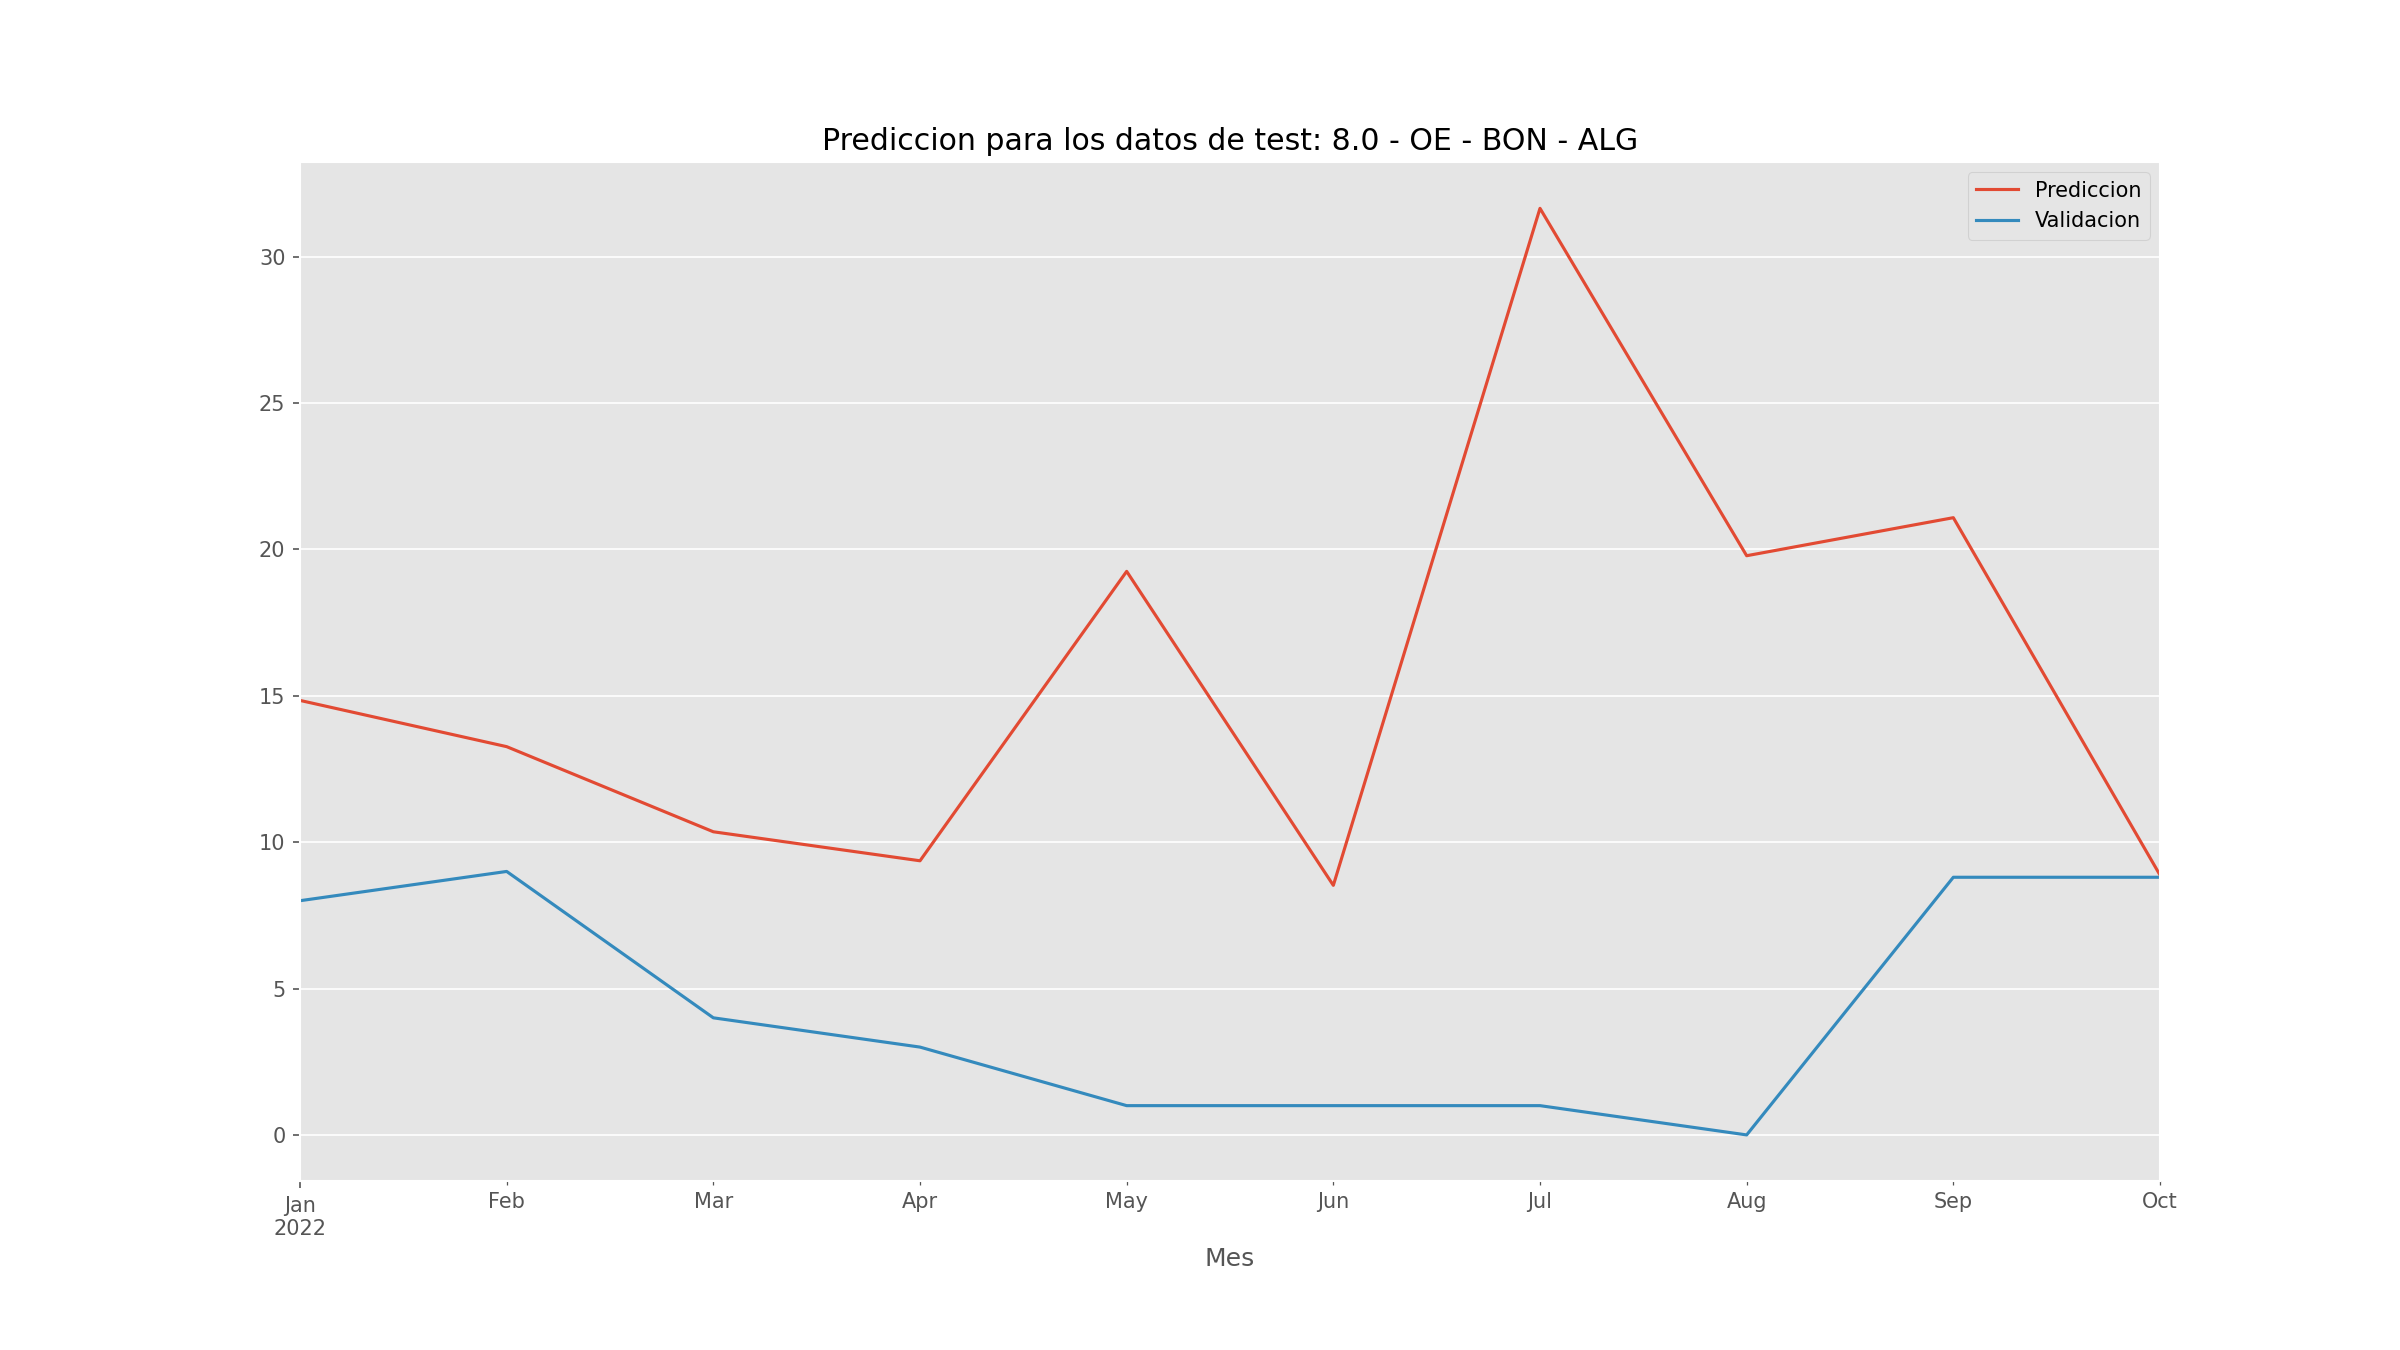 Prediccion para los datos de test: 8.0 - OE - BON - ALG
Prediccion
Validacion
30
25
20
15
10
5
0
Jan Feb Mar Apr May Jun Jul Aug Sep Oct
2022
Mes